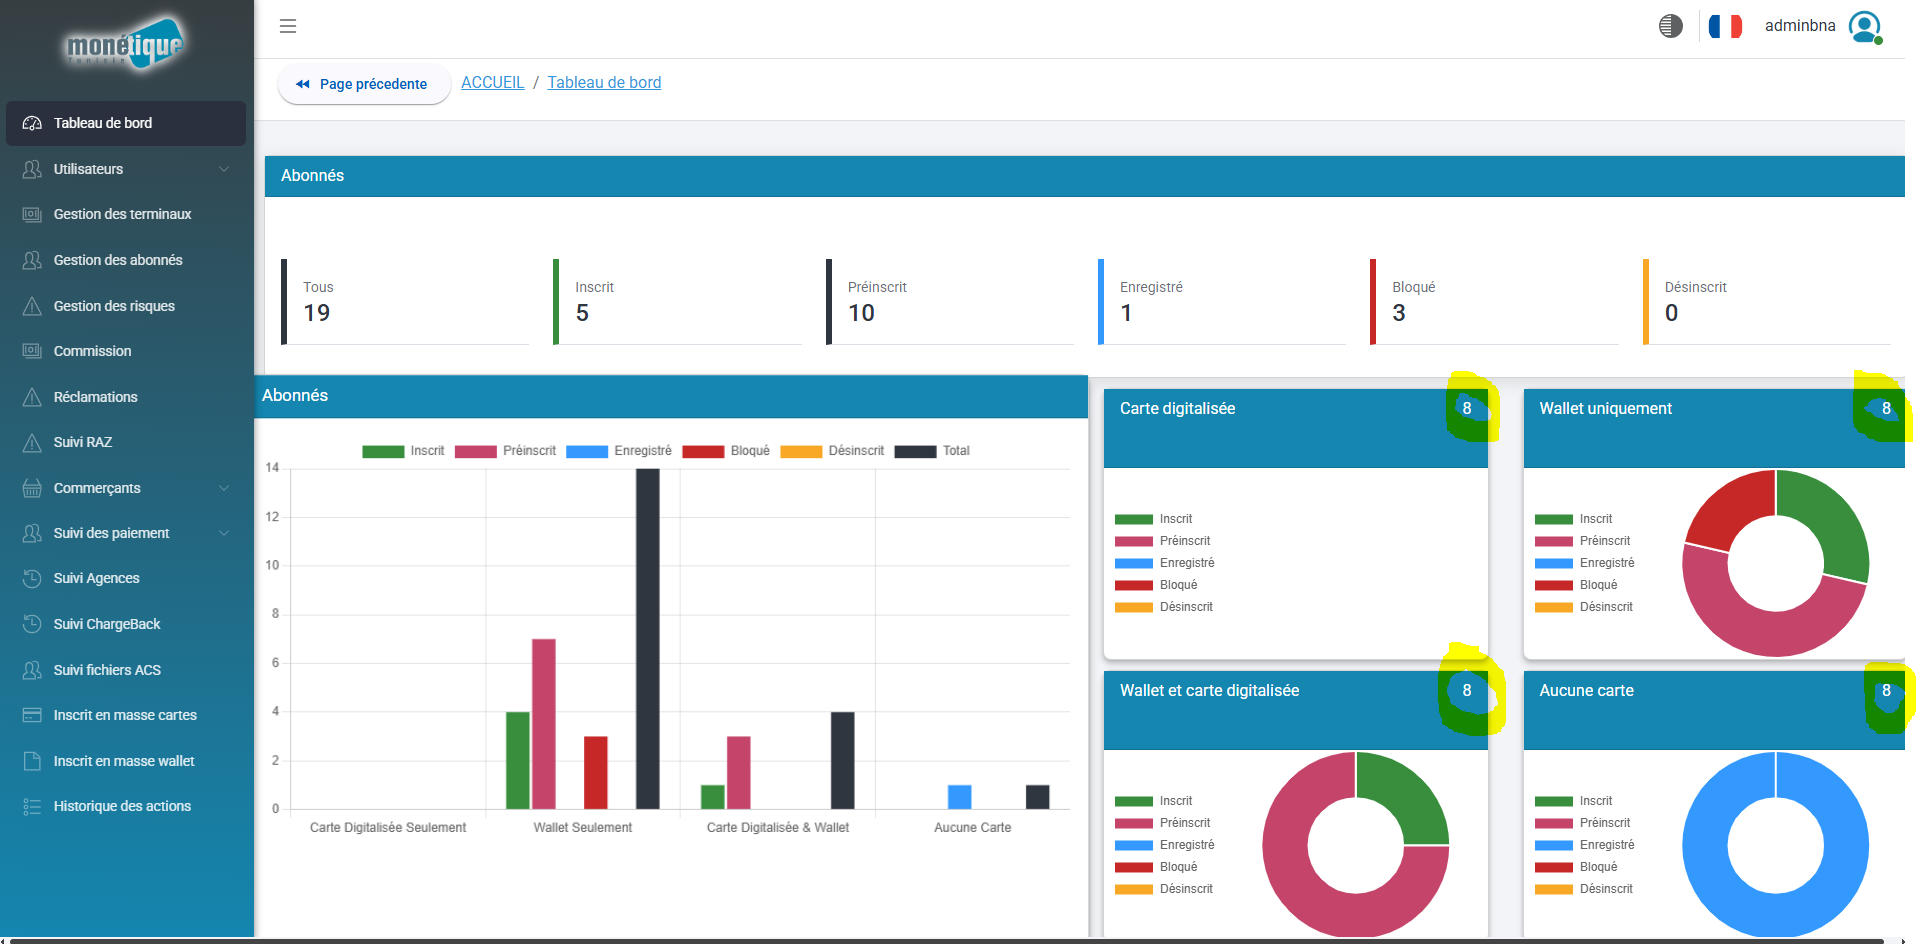 monétique
Tunisie
adminbna
Page précedente
ACCUEIL / Tableau de bord
Tableau de bord
Utilisateurs
Gestion des terminaux
Gestion des abonnés
Gestion des risques
Commission
Réclamations
Suivi RAZ
Commerçants
Suivi des paiement
Suivi Agences
Suivi ChargeBack
Suivi fichiers ACS
Inscrit en masse cartes
Inscrit en masse wallet
Historique des actions
Abonnés
Tous
19
Inscrit
5
Préinscrit
10
Enregistré
1
Bloqué
3
Désinscrit
0
Abonnés
Inscrit Préinscrit Enregistré Bloqué Désinscrit Total
14
12
10
8
6
4
2
0
Carte Digitalisée Seulement Wallet Seulement Carte Digitalisée & Wallet Aucune Carte
Carte digitalisée 8
Inscrit
Préinscrit
Enregistré
Bloqué
Désinscrit
Wallet uniquement 8
Inscrit
Préinscrit
Enregistré
Bloqué
Désinscrit
Wallet et carte digitalisée 8
Inscrit
Préinscrit
Enregistré
Bloqué
Désinscrit
Aucune carte 8
Inscrit
Préinscrit
Enregistré
Bloqué
Désinscrit